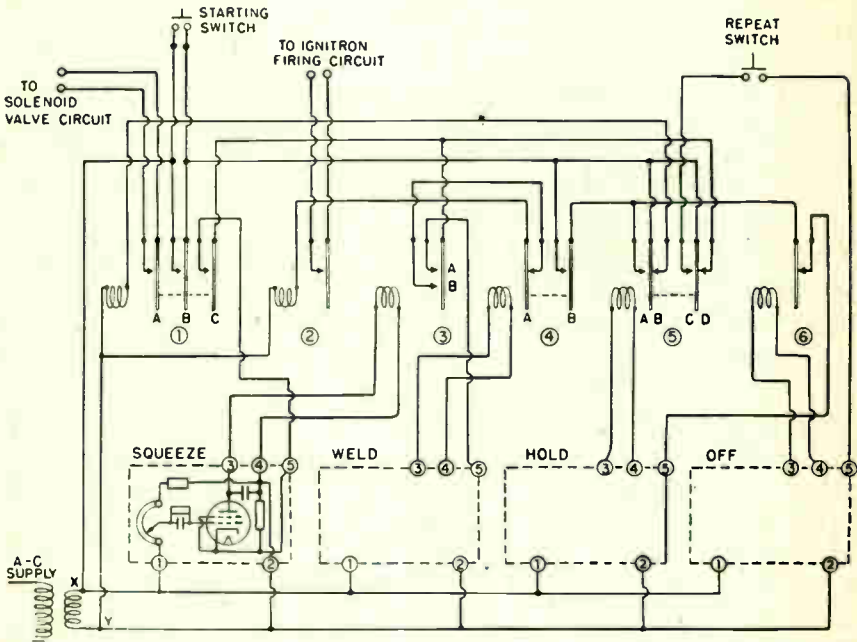 STARTING
SWITCH
TO IGNITRON
FIRING CIRCUIT
REPEAT
SWITCH
TO
SOLENOID
VALVE CIRCUIT
A B C
①
②
A
B
③
A B
④
A B C D
⑤
⑥
SQUEEZE ③ ④ ⑤
WELD ③ ④ ⑤
HOLD ③ ④ ⑤
OFF ③ ④ ⑤
① ② ① ② ① ② ① ②
A-C
SUPPLY
X
Y